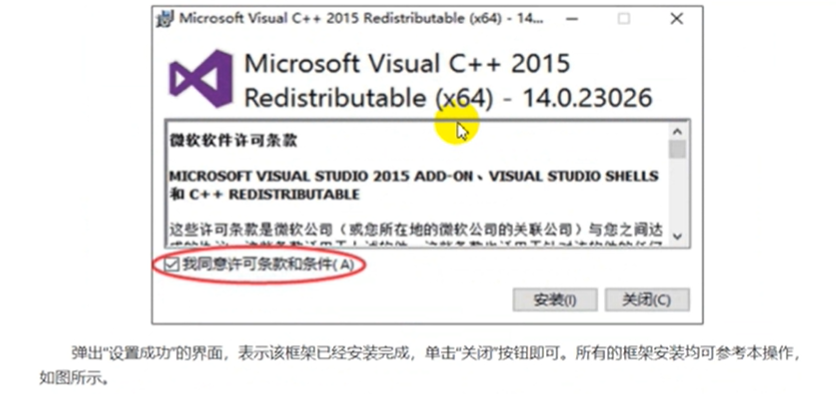 Microsoft Visual C++ 2015 Redistributable (x64) - 14...
Microsoft Visual C++ 2015
Redistributable (x64) - 14.0.23026
微软软件许可条款
MICROSOFT VISUAL STUDIO 2015 ADD-ON、VISUAL STUDIO SHELLS
和 C++ REDISTRIBUTABLE
这些许可条款是微软公司（或您所在地的微软公司的关联公司）与您之间达
我同意许可条款和条件(A)
安装(I) 关闭(C)
弹出“设置成功”的界面，表示该框架已经安装完成，单击“关闭”按钮即可。所有的框架安装均可参考本操作，
如图所示。